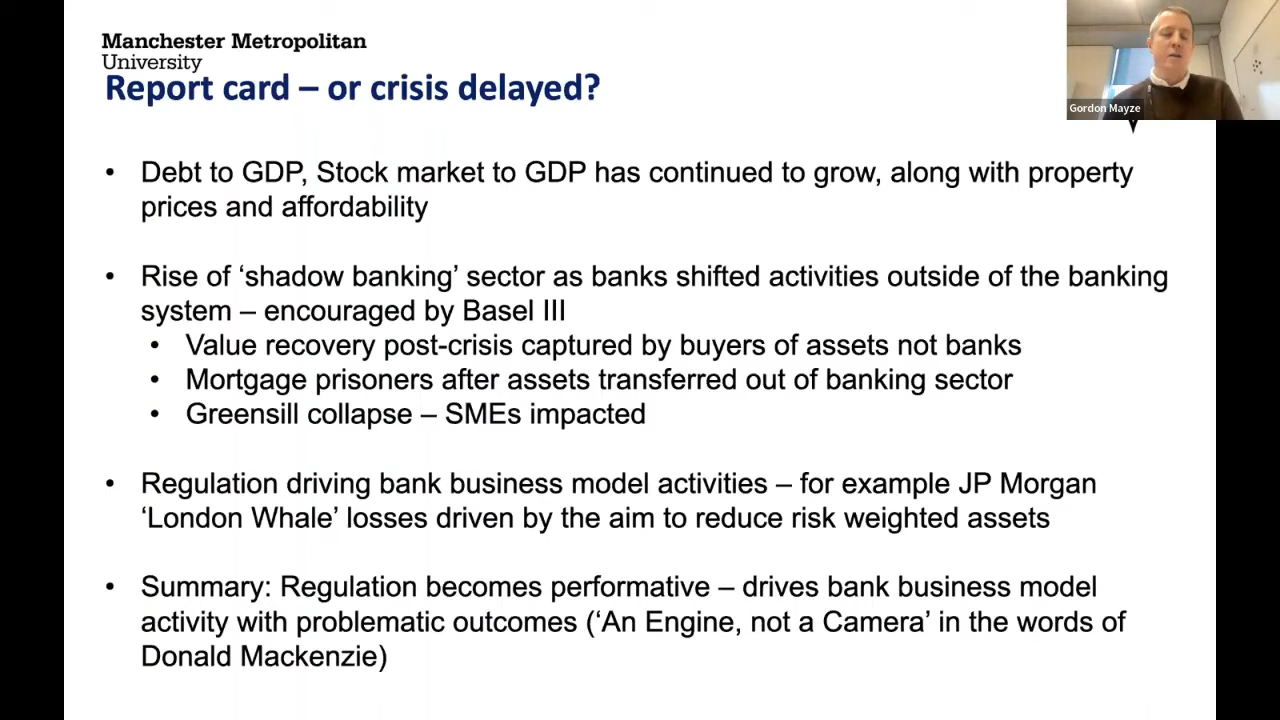 Manchester Metropolitan
University
Report card – or crisis delayed?
Gordon Mayze
• Debt to GDP, Stock market to GDP has continued to grow, along with property
prices and affordability
• Rise of ‘shadow banking’ sector as banks shifted activities outside of the banking
system – encouraged by Basel III
• Value recovery post-crisis captured by buyers of assets not banks
• Mortgage prisoners after assets transferred out of banking sector
• Greensill collapse – SMEs impacted
• Regulation driving bank business model activities – for example JP Morgan
‘London Whale’ losses driven by the aim to reduce risk weighted assets
• Summary: Regulation becomes performative – drives bank business model
activity with problematic outcomes (‘An Engine, not a Camera’ in the words of
Donald Mackenzie)